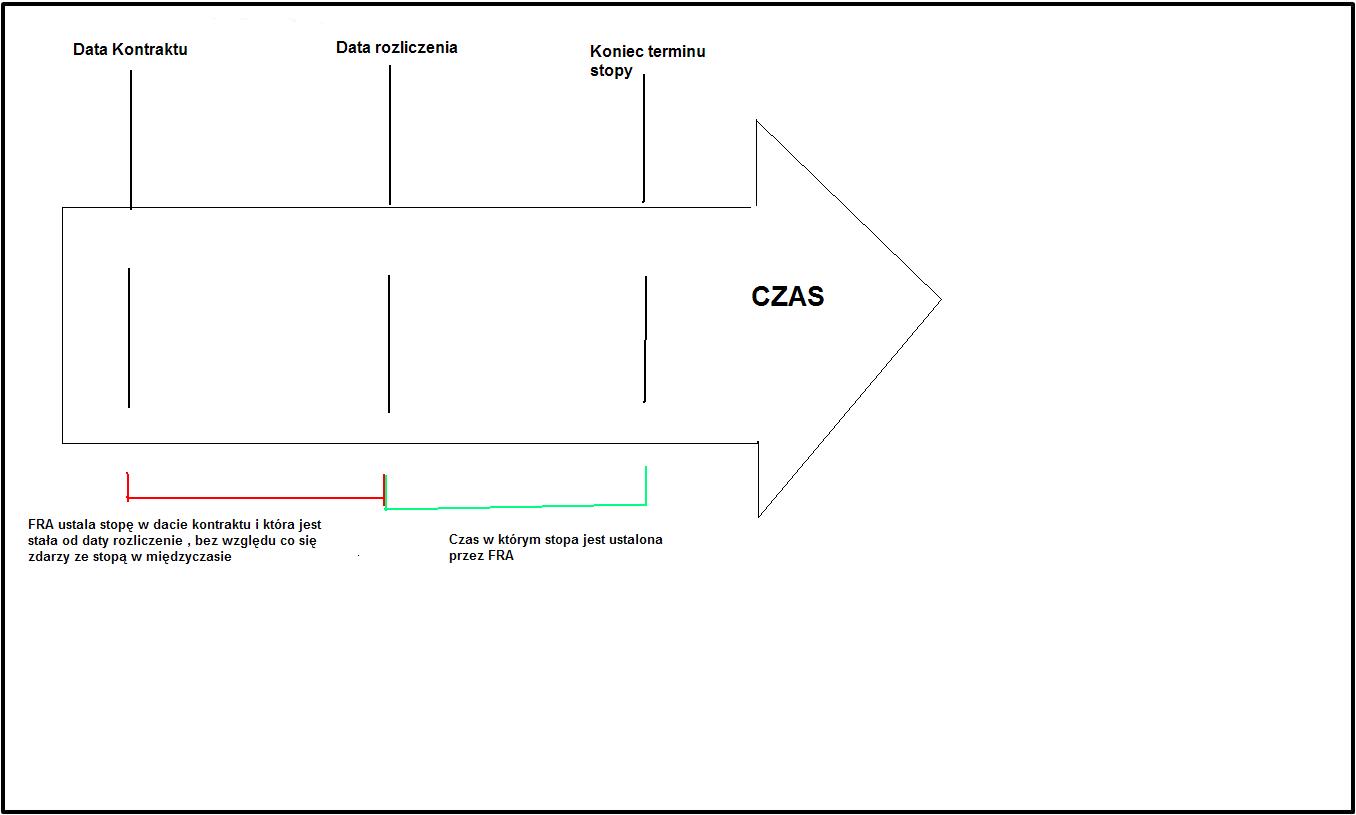 Data Kontraktu
Data rozliczenia
Koniec terminu
stopy
CZAS
FRA ustala stopę w dacie kontraktu i która jest
stała od daty rozliczenie , bez względu co się
zdarzy ze stopą w międzyczasie
Czas w którym stopa jest ustalona
przez FRA